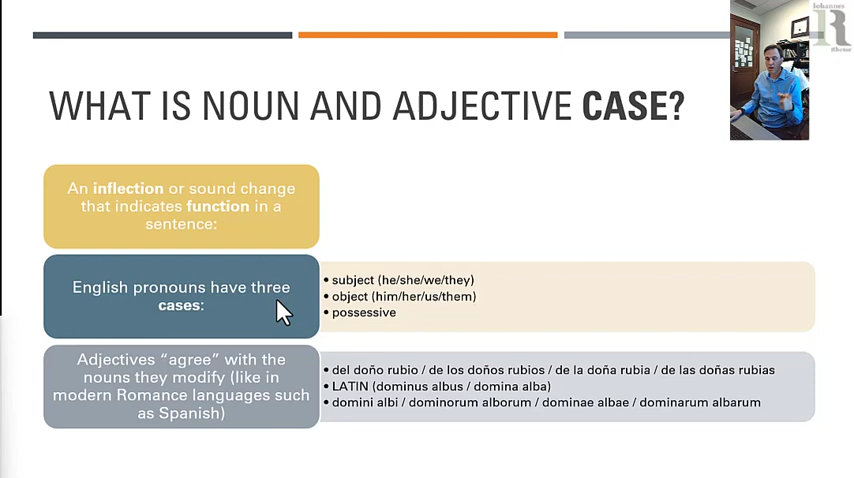 Iohannes
R
Rhetor
WHAT IS NOUN AND ADJECTIVE CASE?
An inflection or sound change
that indicates function in a
sentence:
English pronouns have three
cases:
• subject (he/she/we/they)
• object (him/her/us/them)
• possessive
Adjectives “agree” with the
nouns they modify (like in
modern Romance languages such
as Spanish)
• del doño rubio / de los doños rubios / de la doña rubia / de las doñas rubias
• LATIN (dominus albus / domina alba)
• domini albi / dominorum alborum / dominae albae / dominarum albarum